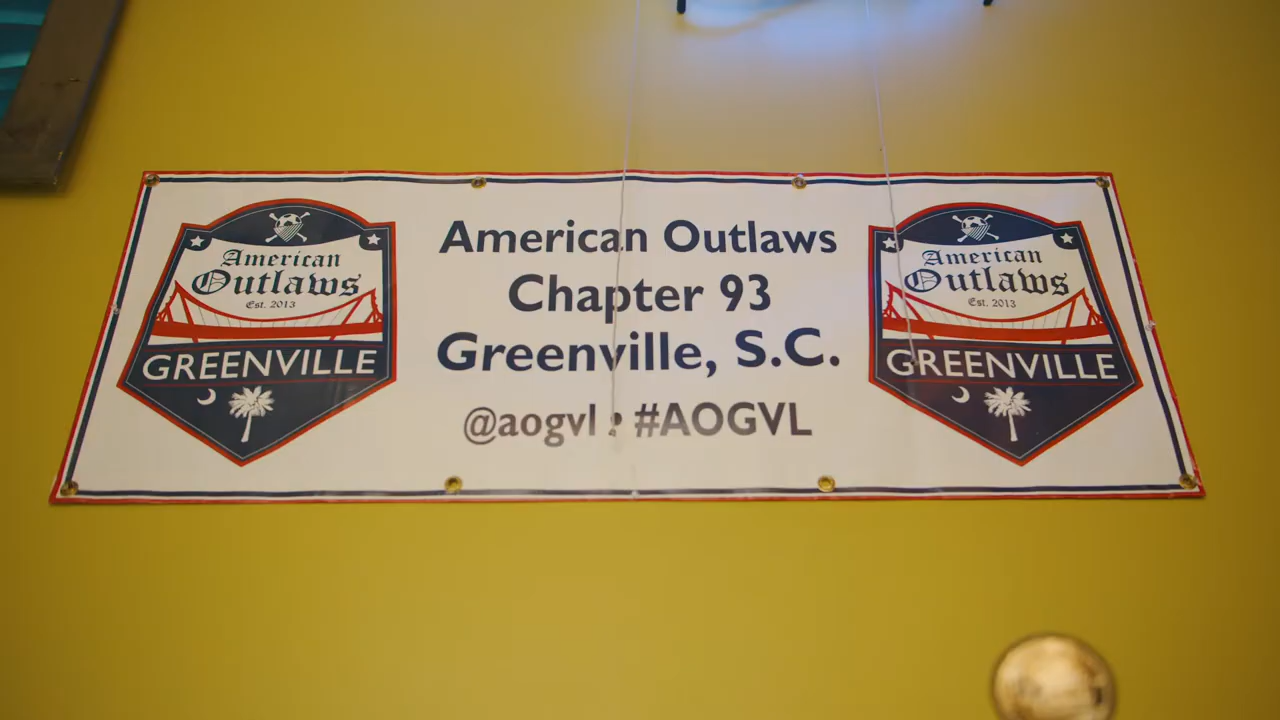 American
Outlaws
Est. 2013
GREENVILLE
American Outlaws
Chapter 93
Greenville, S.C.
@aogvl • #AOGVL
American
Outlaws
Est. 2013
GREENVILLE